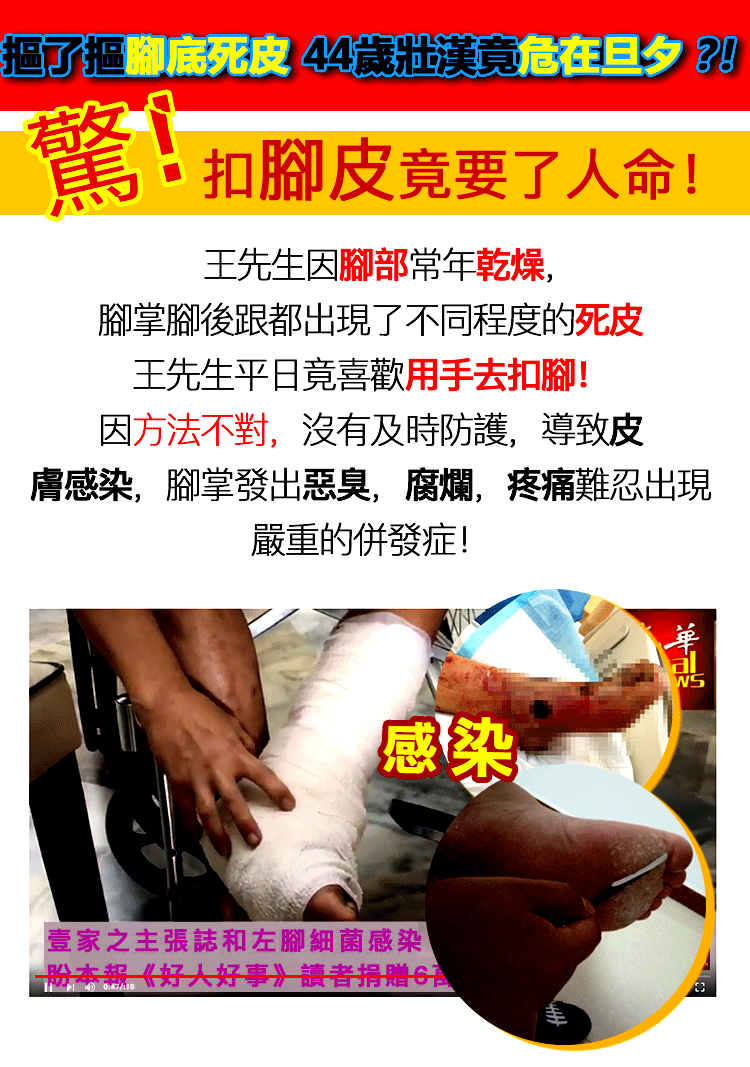 摳了摳腳底死皮 44歲壯漢竟危在旦夕 ?!
驚!
扣腳皮竟要了人命!
王先生因腳部常年乾燥,
腳掌腳後跟都出現了不同程度的死皮
王先生平日竟喜歡用手去扣腳!
因方法不對,沒有及時防護,導致皮
膚感染,腳掌發出惡臭,腐爛,疼痛難忍出現
嚴重的併發症!
華
al
WS
感染
壹家之主張誌和左腳細菌感染
盼本報《好人好事》讀者捐贈6萬
0:47